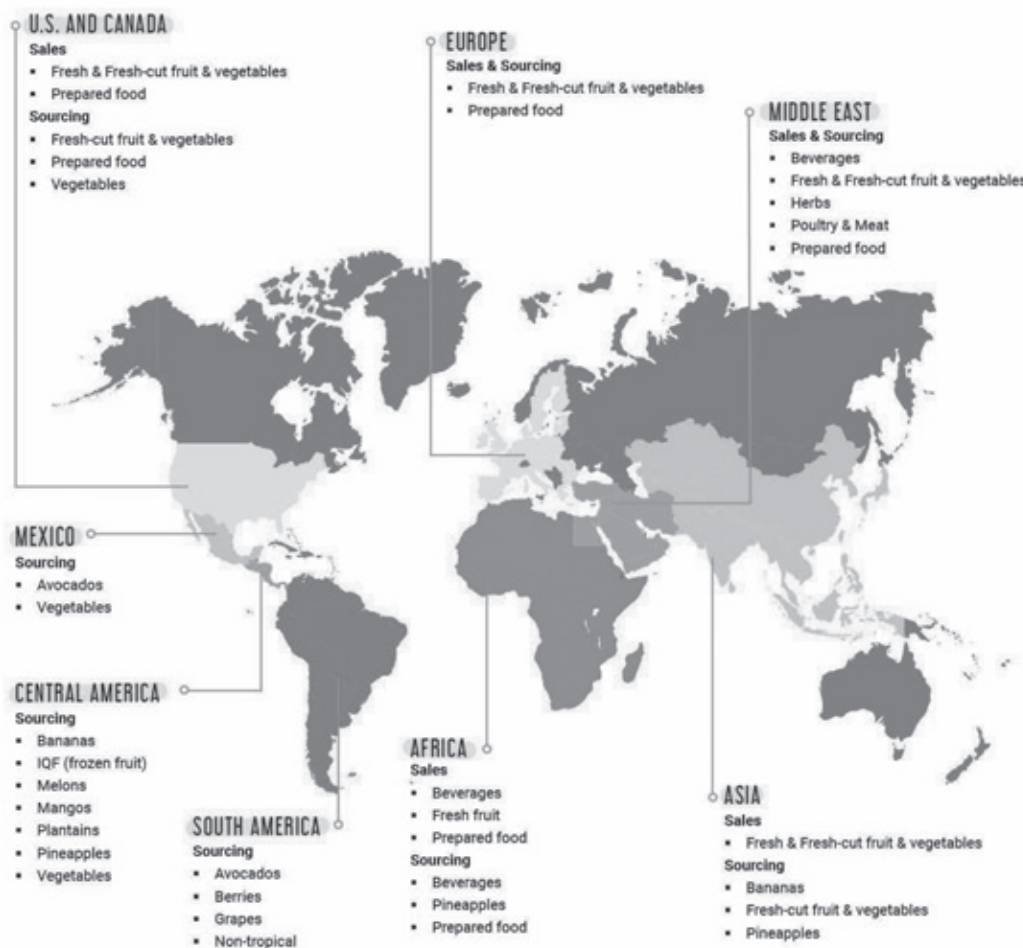 U.S. AND CANADA
Sales
▪ Fresh & Fresh-cut fruit & vegetables
▪ Prepared food
Sourcing
▪ Fresh-cut fruit & vegetables
▪ Prepared food
▪ Vegetables
EUROPE
Sales & Sourcing
▪ Fresh & Fresh-cut fruit & vegetables
▪ Prepared food
MIDDLE EAST
Sales & Sourcing
▪ Beverages
▪ Fresh & Fresh-cut fruit & vegetables
▪ Herbs
▪ Poultry & Meat
▪ Prepared food
MEXICO
Sourcing
▪ Avocados
▪ Vegetables
CENTRAL AMERICA
Sourcing
▪ Bananas
▪ IQF (frozen fruit)
▪ Melons
▪ Mangos
▪ Plantains
▪ Pineapples
▪ Vegetables
SOUTH AMERICA
Sourcing
▪ Avocados
▪ Berries
▪ Grapes
▪ Non-tropical
AFRICA
Sales
▪ Beverages
▪ Fresh fruit
▪ Prepared food
Sourcing
▪ Beverages
▪ Pineapples
▪ Prepared food
ASIA
Sales
▪ Fresh & Fresh-cut fruit & vegetables
Sourcing
▪ Bananas
▪ Fresh-cut fruit & vegetables
▪ Pineapples